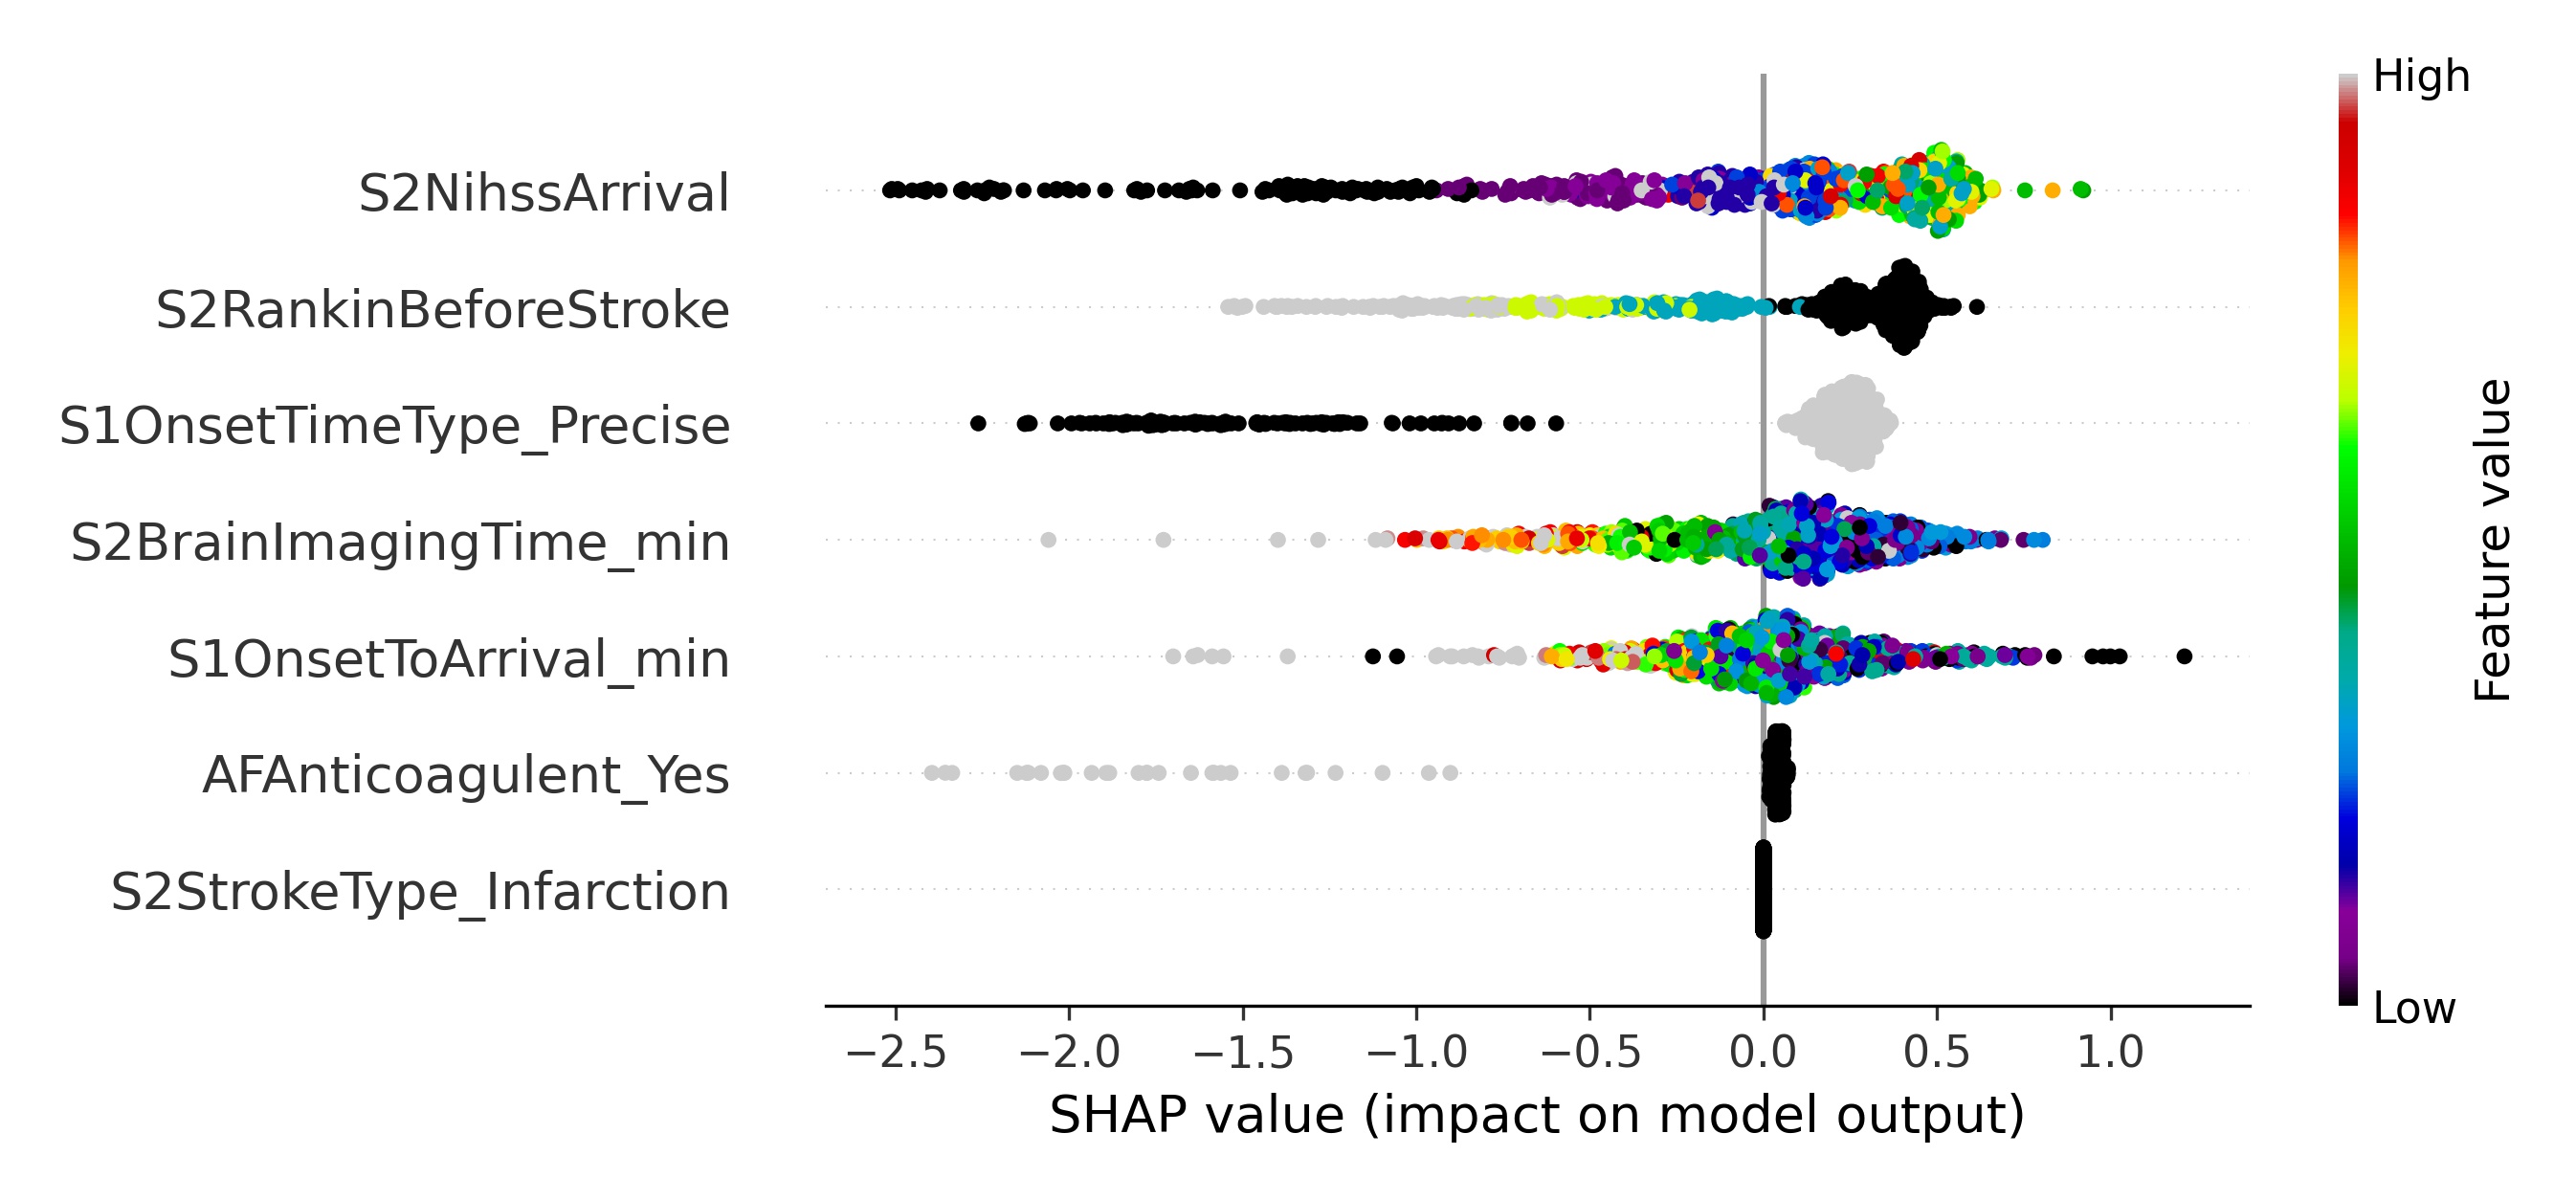 High
S2NihssArrival
S2RankinBeforeStroke
S1OnsetTimeType_Precise
S2BrainImagingTime_min
S1OnsetToArrival_min
AFAnticoagulent_Yes
S2StrokeType_Infarction
Feature value
Low
−2.5 −2.0 −1.5 −1.0 −0.5 0.0 0.5 1.0
SHAP value (impact on model output)